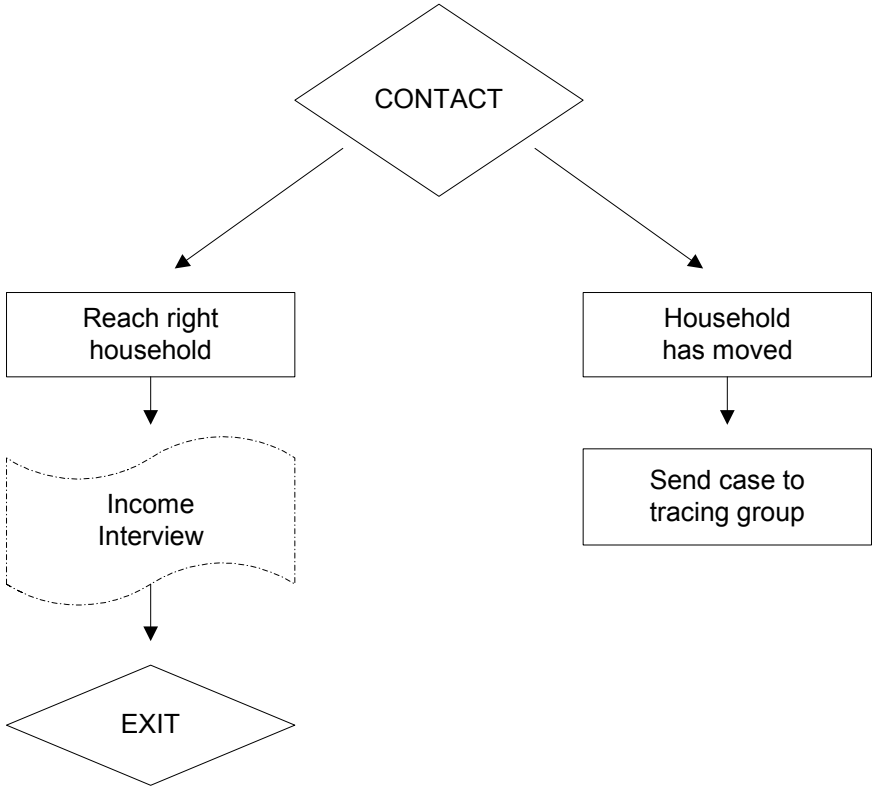 CONTACT
Reach right
household
Household
has moved
Income
Interview
Send case to
tracing group
EXIT